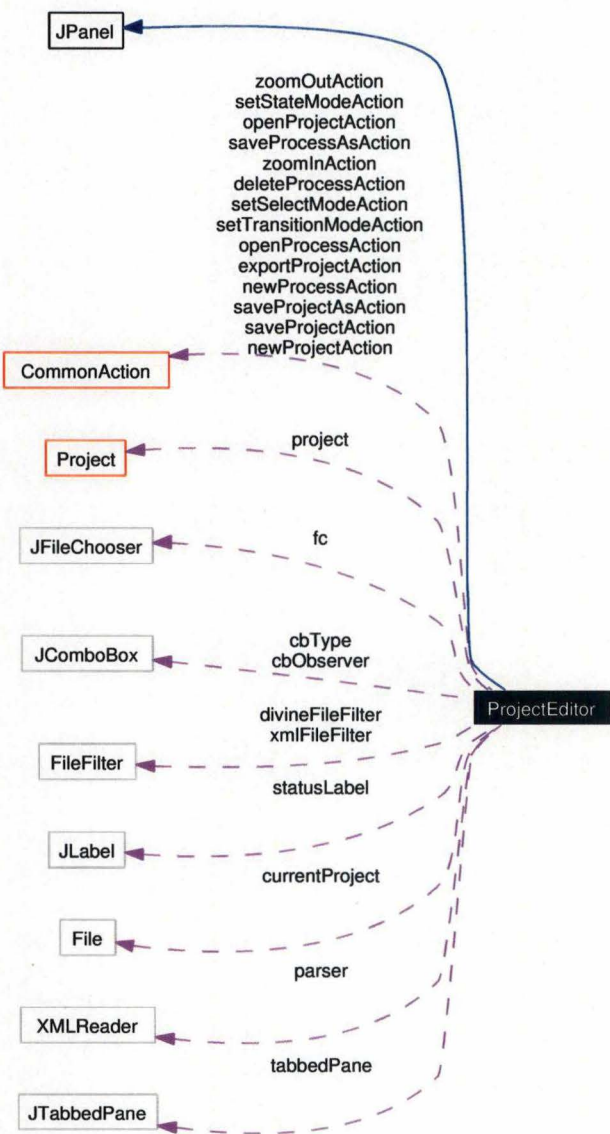 JPanel
zoomOutAction
setStateModeAction
openProjectAction
saveProcessAsAction
zoomInAction
deleteProcessAction
setSelectModeAction
setTransitionModeAction
openProcessAction
exportProjectAction
newProcessAction
saveProjectAsAction
saveProjectAction
newProjectAction
CommonAction
project
Project
fc
JFileChooser
cbType
cbObserver
JComboBox
ProjectEditor
divineFileFilter
xmlFileFilter
FileFilter
statusLabel
JLabel
currentProject
File
parser
XMLReader
tabbedPane
JTabbedPane